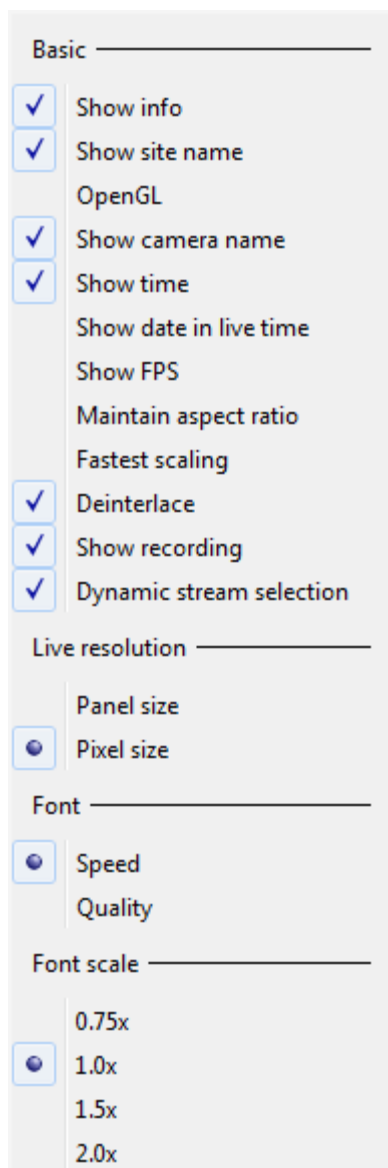 Basic
Show info
Show site name
OpenGL
Show camera name
Show time
Show date in live time
Show FPS
Maintain aspect ratio
Fastest scaling
Deinterlace
Show recording
Dynamic stream selection
Live resolution
Panel size
Pixel size
Font
Speed
Quality
Font scale
0.75x
1.0x
1.5x
2.0x